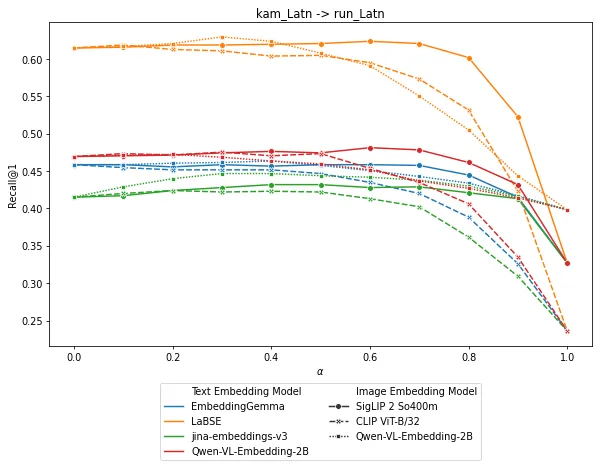 kam_Latn -> run_Latn
Recall@1
0.60
0.55
0.50
0.45
0.40
0.35
0.30
0.25
0.0
0.2
0.4
0.6
0.8
1.0
α
Text Embedding Model
EmbeddingGemma
LaBSE
jina-embeddings-v3
Qwen-VL-Embedding-2B
Image Embedding Model
SigLIP 2 So400m
CLIP ViT-B/32
Qwen-VL-Embedding-2B